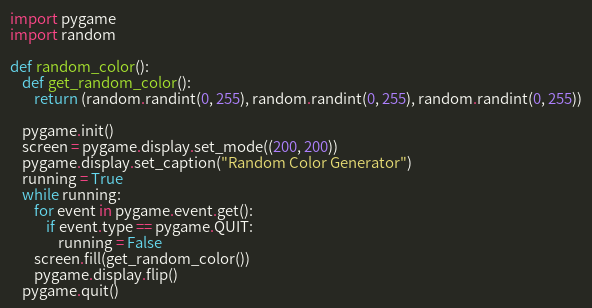 import pygame
import random

def random_color():
    def get_random_color():
        return (random.randint(0, 255), random.randint(0, 255), random.randint(0, 255))

    pygame.init()
    screen = pygame.display.set_mode((200, 200))
    pygame.display.set_caption("Random Color Generator")
    running = True
    while running:
        for event in pygame.event.get():
            if event.type == pygame.QUIT:
                running = False
        screen.fill(get_random_color())
        pygame.display.flip()
    pygame.quit()